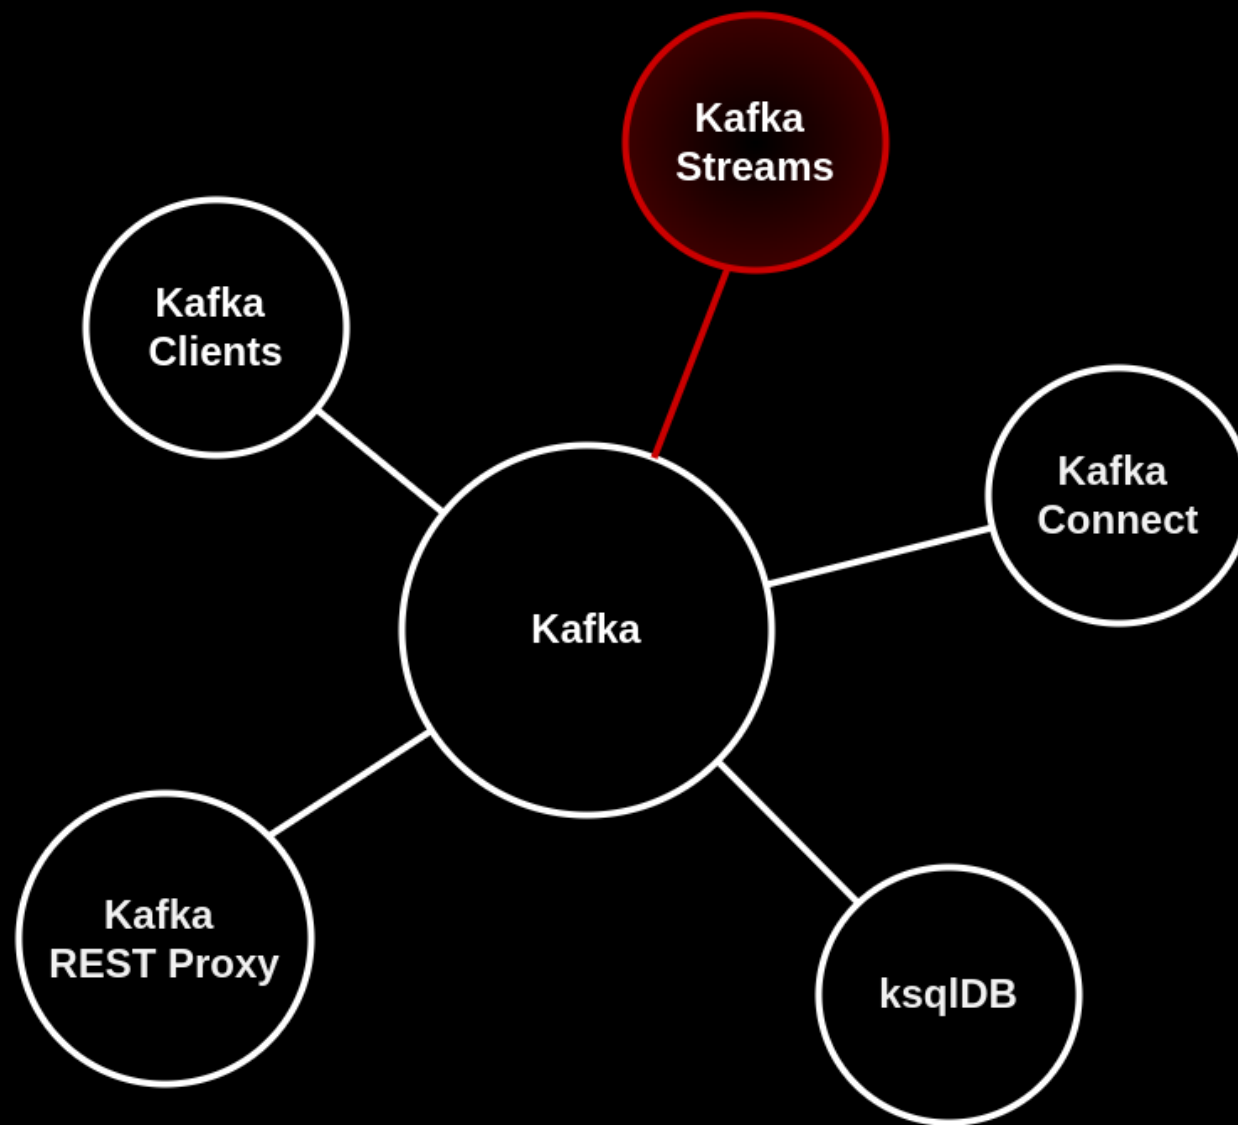 Kafka
Streams
Kafka
Clients
Kafka
Connect
Kafka
Kafka
REST Proxy
ksqlDB